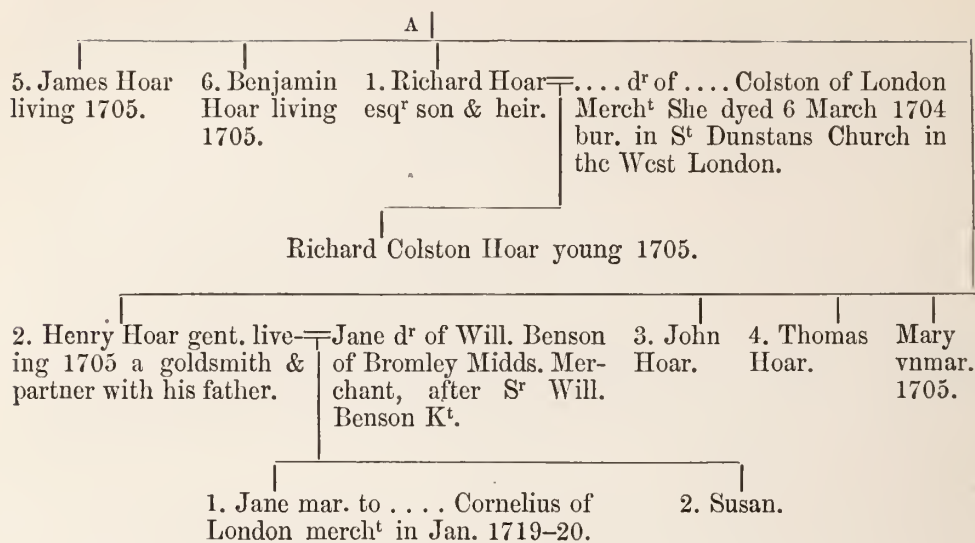 A
5. James Hoar
living 1705.
6. Benjamin
Hoar living
1705.
1. Richard Hoar
esqʳ son & heir.
.... dʳ of .... Colston of London
Merchᵗ She dyed 6 March 1704
bur. in Sᵗ Dunstans Church in
the West London.
Richard Colston Hoar young 1705.
2. Henry Hoar gent. live-
ing 1705 a goldsmith &
partner with his father.
Jane dʳ of Will. Benson
of Bromley Midds. Mer-
chant, after Sʳ Will.
Benson Kᵗ.
3. John
Hoar.
4. Thomas
Hoar.
Mary
vnmar.
1705.
1. Jane mar. to .... Cornelius of
London merchᵗ in Jan. 1719–20.
2. Susan.